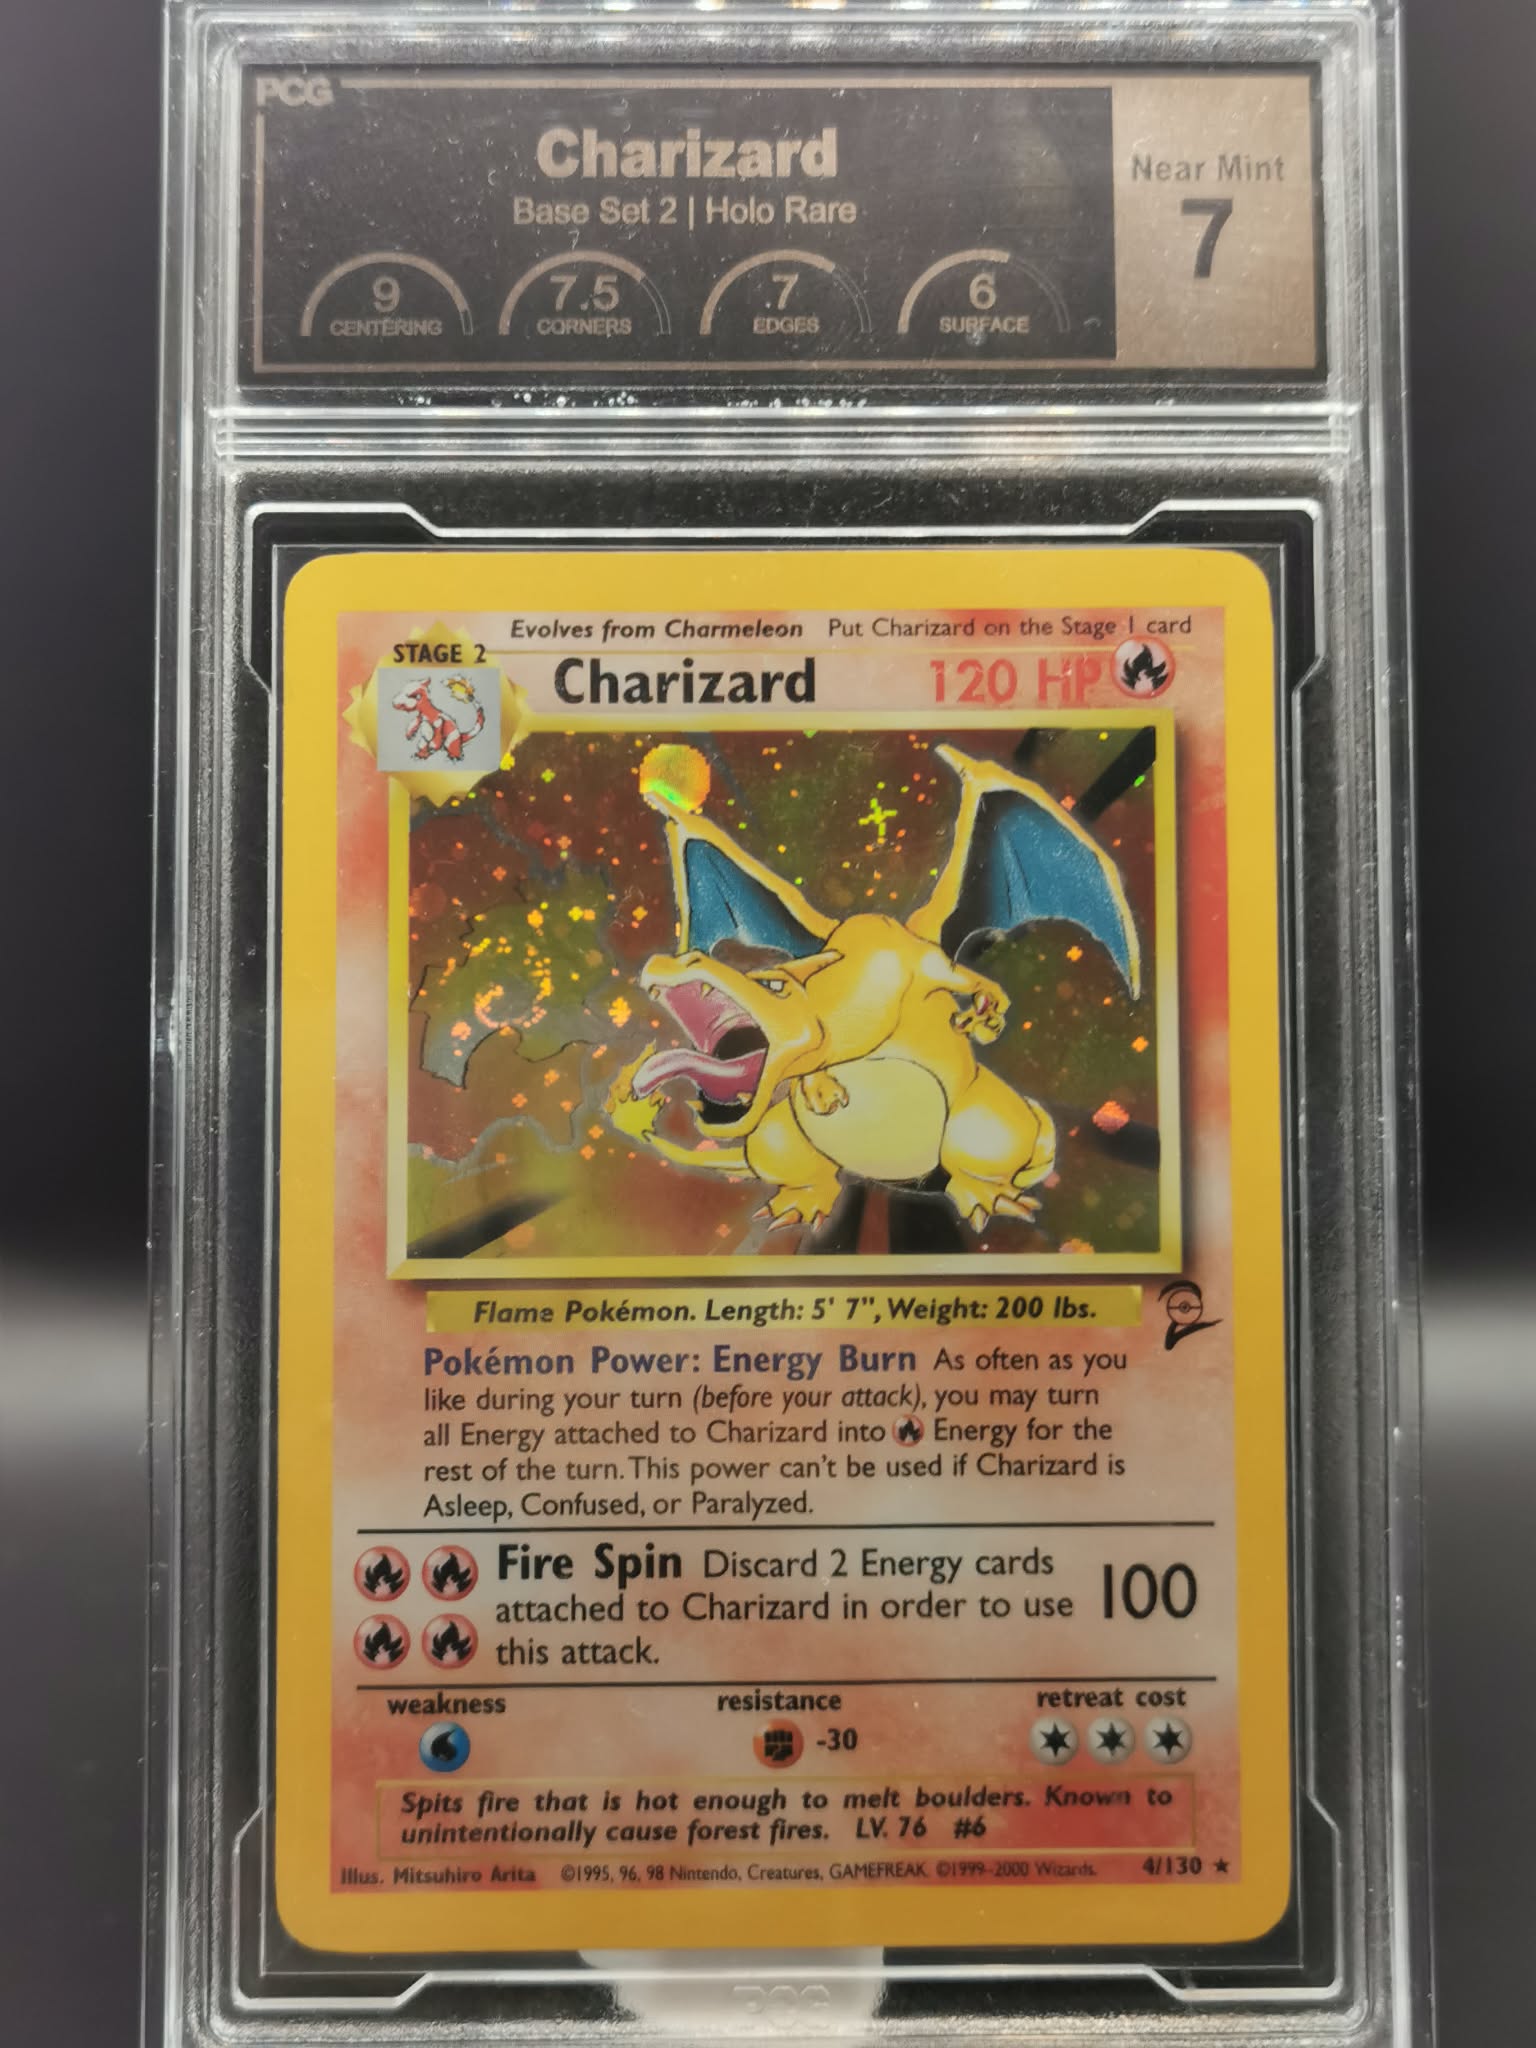 PCG
Charizard
Base Set 2 | Holo Rare
9
CENTERING
7.5
CORNERS
7
EDGES
6
SURFACE
Near Mint
7
Evolves from Charmeleon Put Charizard on the Stage 1 card
STAGE 2
Charizard 120 HP
Flame Pokémon. Length: 5' 7", Weight: 200 lbs.
Pokémon Power: Energy Burn As often as you
like during your turn (before your attack), you may turn
all Energy attached to Charizard into Energy for the
rest of the turn. This power can't be used if Charizard is
Asleep, Confused, or Paralyzed.
Fire Spin Discard 2 Energy cards
attached to Charizard in order to use
this attack.
100
weakness
resistance
-30
retreat cost
Spits fire that is hot enough to melt boulders. Known to
unintentionally cause forest fires. LV. 76 #6
Illus. Mitsuhiro Arita ©1995, 96, 98 Nintendo, Creatures, GAMEFREAK. ©1999-2000 Wizards. 4/130 ★
PCG